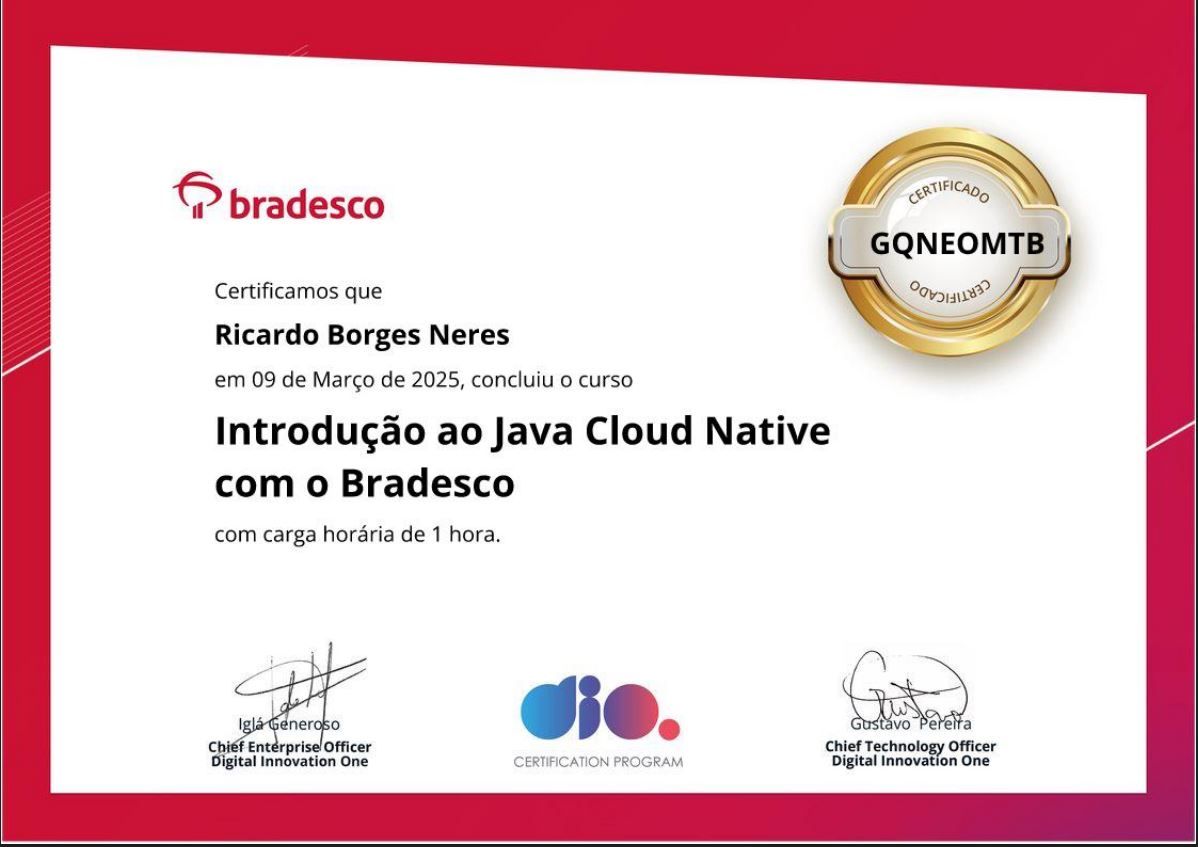 bradesco
CERTIFICADO
GQNEOMTB
CERTIFICADO
Certificamos que
Ricardo Borges Neres
em 09 de Março de 2025, concluiu o curso
Introdução ao Java Cloud Native
com o Bradesco
com carga horária de 1 hora.
Iglá Generoso
Chief Enterprise Officer
Digital Innovation One
dio.
CERTIFICATION PROGRAM
Gustavo Pereira
Chief Technology Officer
Digital Innovation One